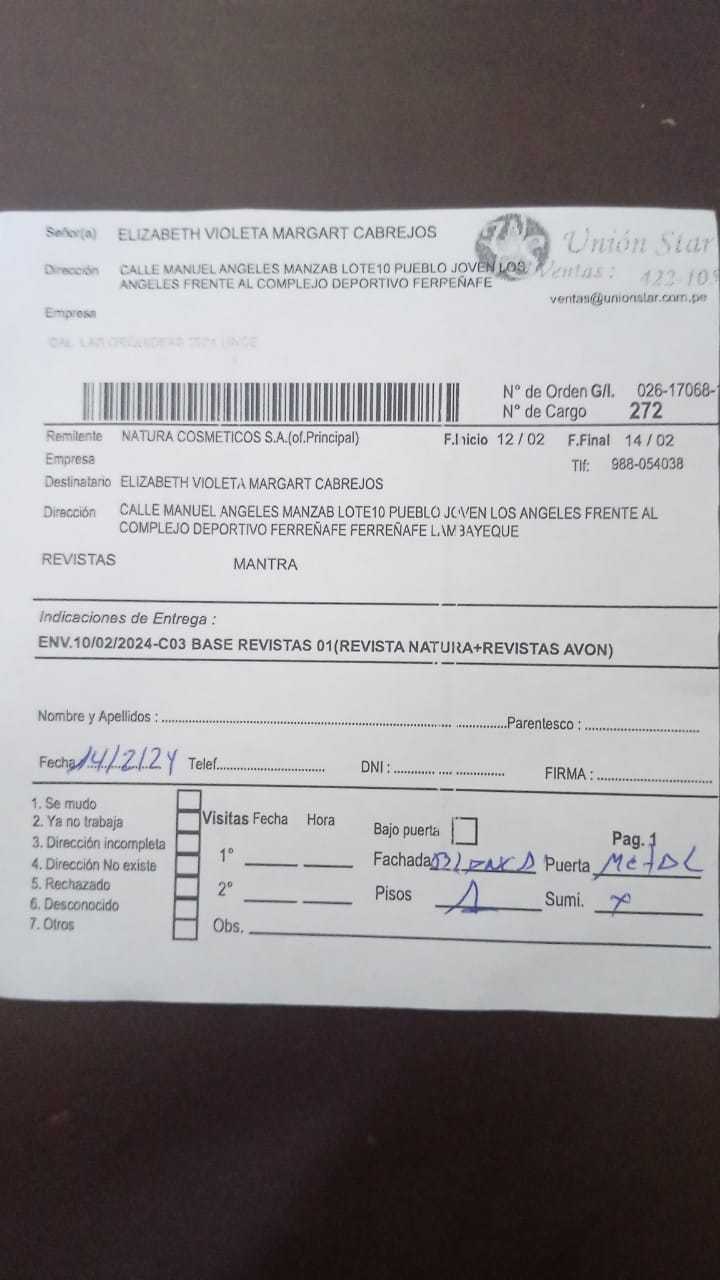 Señor(a) ELIZABETH VIOLETA MARGART CABREJOS
Unión Star
Dirección CALLE MANUEL ANGELES MANZAB LOTE10 PUEBLO JOVEN LOS
ANGELES FRENTE AL COMPLEJO DEPORTIVO FERREÑAFE
Ventas: 422-105
ventas@unionstar.com.pe
Empresa
N° de Orden G/I. 026-17068-
N° de Cargo 272
Remitente NATURA COSMETICOS S.A.(of.Principal)
F.Inicio 12 / 02 F.Final 14 / 02
Empresa
Tlf: 988-054038
Destinatario ELIZABETH VIOLETA MARGART CABREJOS
Dirección CALLE MANUEL ANGELES MANZAB LOTE10 PUEBLO JOVEN LOS ANGELES FRENTE AL
COMPLEJO DEPORTIVO FERREÑAFE FERREÑAFE LAMBAYEQUE
REVISTAS MANTRA
Indicaciones de Entrega :
ENV.10/02/2024-C03 BASE REVISTAS 01(REVISTA NATURA+REVISTAS AVON)
Nombre y Apellidos : Parentesco :
Fecha 14/2/24 Telef. DNI : FIRMA :
1. Se mudo
2. Ya no trabaja
3. Dirección incompleta
4. Dirección No existe
5. Rechazado
6. Desconocido
7. Otros
Visitas Fecha Hora
1°
2°
Obs.
Bajo puerta
Pag. 1
Fachada BLANCA Puerta METAL
Pisos 1 Sumi. x